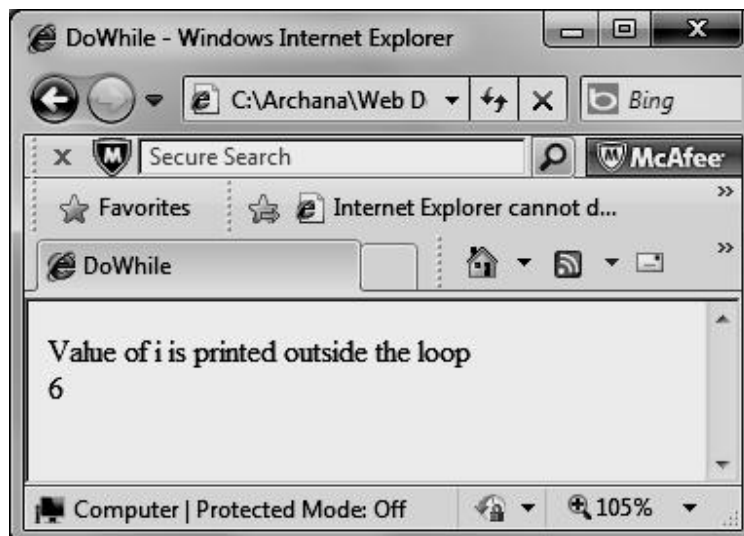 DoWhile - Windows Internet Explorer
C:\Archana\Web D
Bing
Secure Search
McAfee
Favorites
Internet Explorer cannot d...
DoWhile
Value of i is printed outside the loop
6
Computer | Protected Mode: Off
105%